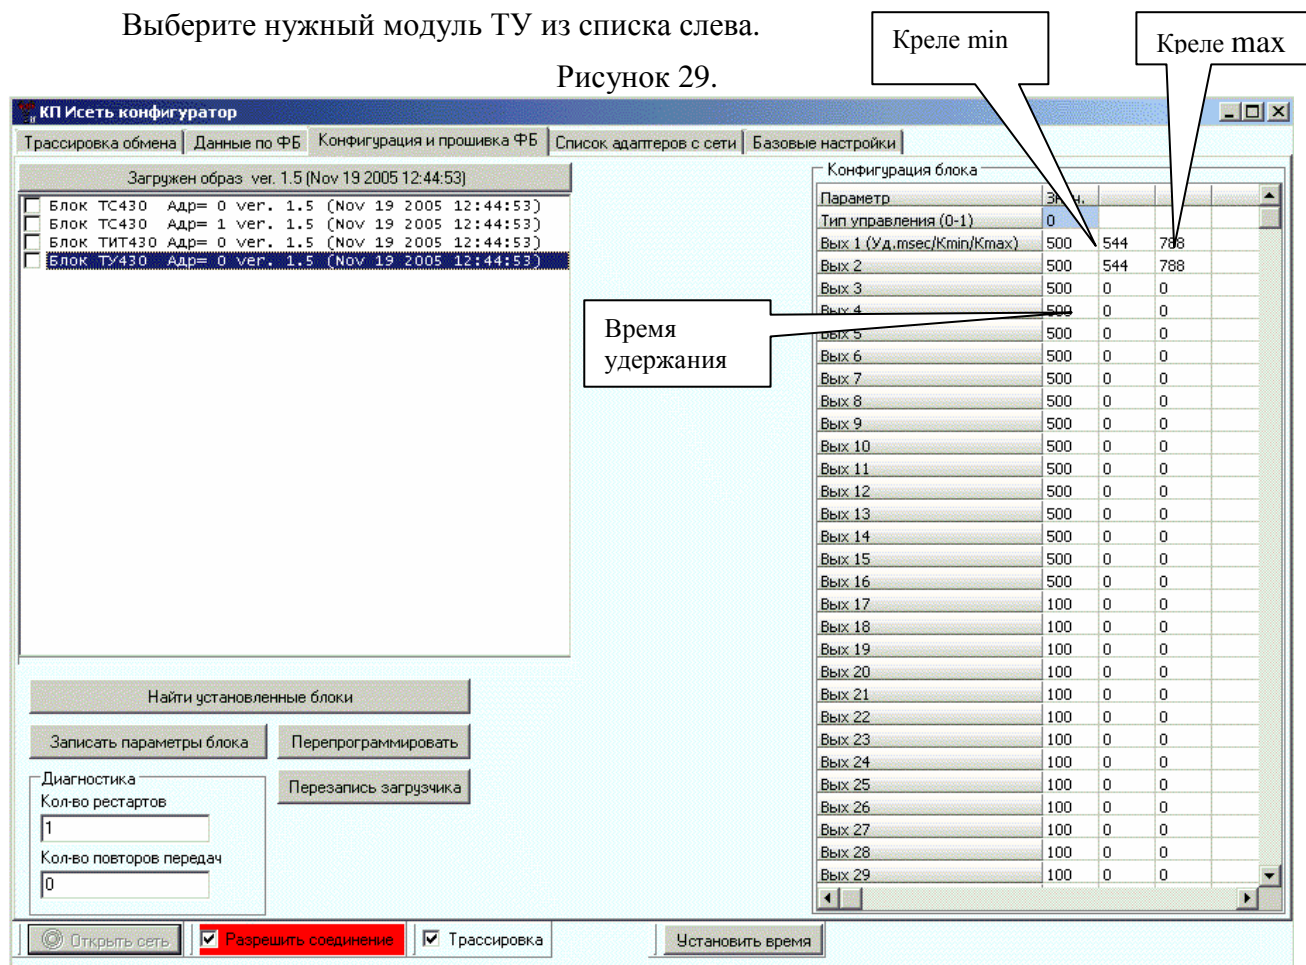 Выберите нужный модуль ТУ из списка слева.
Креле min
Креле max
Рисунок 29.
КП Исеть конфигуратор
Трассировка обмена
Данные по ФБ
Конфигурация и прошивка ФБ
Список адаптеров с сети
Базовые настройки
Загружен образ ver. 1.5 (Nov 19 2005 12:44:53)
Блок ТС430 Адр= 0 ver. 1.5 (Nov 19 2005 12:44:53)
Блок ТС430 Адр= 1 ver. 1.5 (Nov 19 2005 12:44:53)
Блок ТИТ430 Адр= 0 ver. 1.5 (Nov 19 2005 12:44:53)
Блок ТУ430 Адр= 0 ver. 1.5 (Nov 19 2005 12:44:53)
Время
удержания
Найти установленные блоки
Записать параметры блока
Перепрограммировать
Перезапись загрузчика
Диагностика
Кол-во рестартов
1
Кол-во повторов передач
0
Конфигурация блока
Параметр
Тип управления (0-1) 0
Вых 1 (Уд.msec/Kmin/Kmax) 500 544 788
Вых 2 500 544 788
Вых 3 500 0 0
Вых 4 500 0 0
Вых 5 500 0 0
Вых 6 500 0 0
Вых 7 500 0 0
Вых 8 500 0 0
Вых 9 500 0 0
Вых 10 500 0 0
Вых 11 500 0 0
Вых 12 500 0 0
Вых 13 500 0 0
Вых 14 500 0 0
Вых 15 500 0 0
Вых 16 500 0 0
Вых 17 100 0 0
Вых 18 100 0 0
Вых 19 100 0 0
Вых 20 100 0 0
Вых 21 100 0 0
Вых 22 100 0 0
Вых 23 100 0 0
Вых 24 100 0 0
Вых 25 100 0 0
Вых 26 100 0 0
Вых 27 100 0 0
Вых 28 100 0 0
Вых 29 100 0 0
Открыть сеть
Разрешить соединение
Трассировка
Установить время